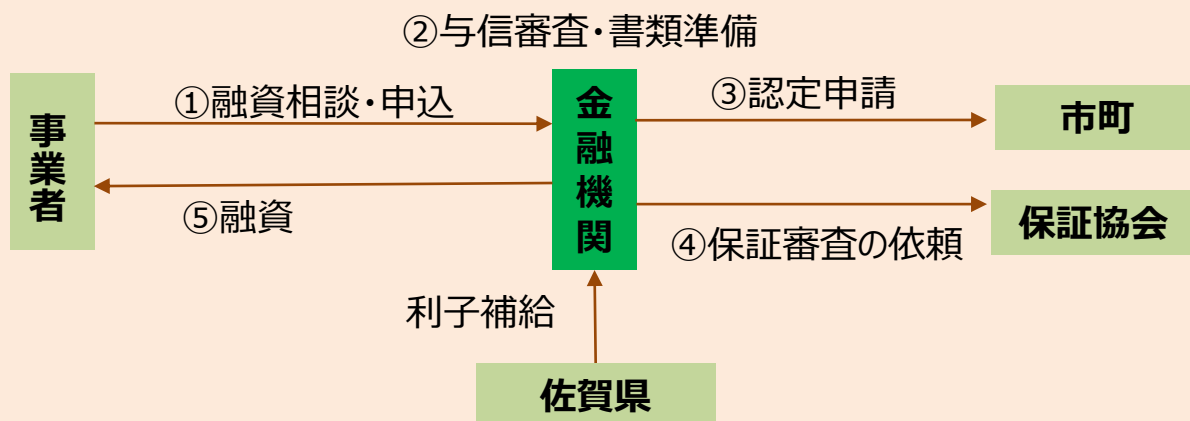 ②与信審査・書類準備
①融資相談・申込
③認定申請
事業者
金融機関
市町
⑤融資
④保証審査の依頼
保証協会
利子補給
佐賀県